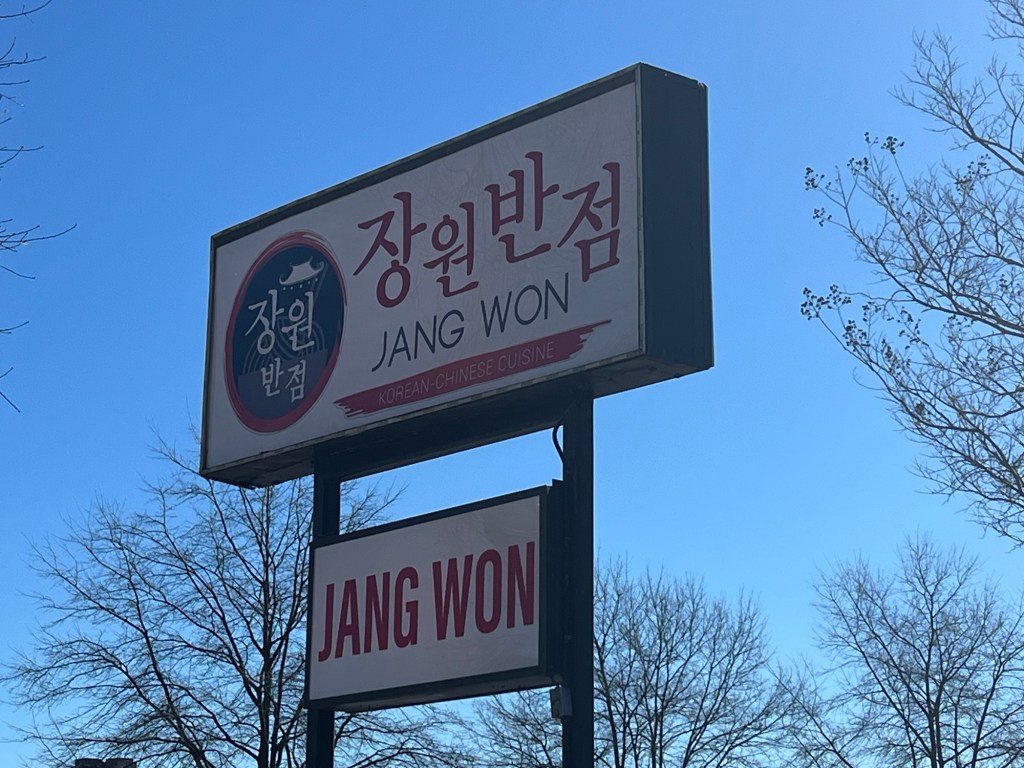 장원
반점
장원반점
JANG WON
KOREAN-CHINESE CUISINE
JANG WON